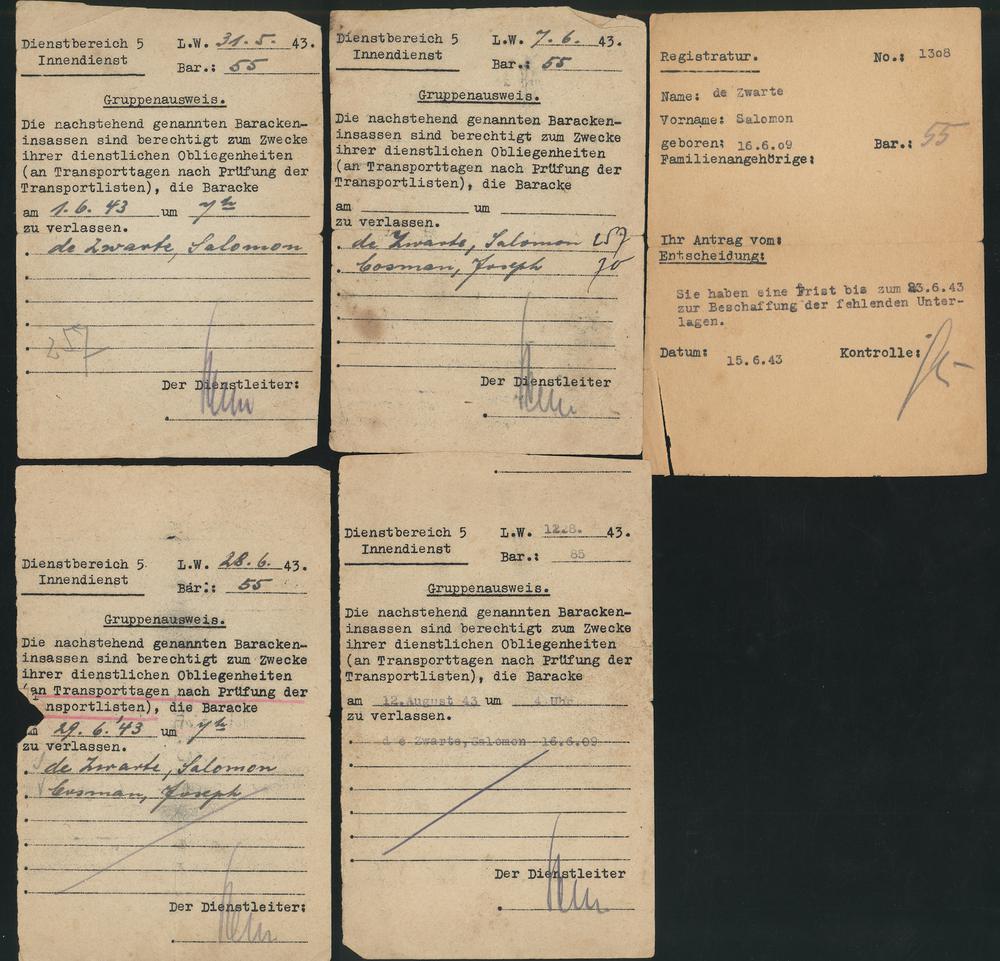 Dienstbereich 5 L.W. 31.5. 43.
Innendienst Bar.: 55
Gruppenausweis.
Die nachstehend genannten Baracken-
insassen sind berechtigt zum Zwecke
ihrer dienstlichen Obliegenheiten
(an Transporttagen nach Prüfung der
Transportlisten), die Baracke
am 1.6.43 um 7 h
zu verlassen.
de Zwarte, Salomon
257
Der Dienstleiter:
Dienstbereich 5 L.W. 7.6. 43.
Innendienst Bar.: 55
Gruppenausweis.
Die nachstehend genannten Baracken-
insassen sind berechtigt zum Zwecke
ihrer dienstlichen Obliegenheiten
(an Transporttagen nach Prüfung der
Transportlisten), die Baracke
am um
zu verlassen.
de Zwarte, Salomon 257
Cosman, Joseph 70
Der Dienstleiter
Registratur. No.: 1308
Name: de Zwarte
Vorname: Salomon
geboren: 16.6.09 Bar.: 55
Familienangehörige:
Ihr Antrag vom:
Entscheidung:
Sie haben eine Frist bis zum 23.6.43
zur Beschaffung der fehlenden Unter-
lagen.
Datum: 15.6.43 Kontrolle:
Dienstbereich 5 L.W. 28.6. 43.
Innendienst Bar.: 55
Gruppenausweis.
Die nachstehend genannten Baracken-
insassen sind berechtigt zum Zwecke
ihrer dienstlichen Obliegenheiten
(an Transporttagen nach Prüfung der
nsportlisten), die Baracke
29.6.43 um 7 h
zu verlassen.
de Zwarte, Salomon
Cosman, Joseph
Der Dienstleiter:
Dienstbereich 5 L.W. 12.8. 43.
Innendienst Bar.: 85
Gruppenausweis.
Die nachstehend genannten Baracken-
insassen sind berechtigt zum Zwecke
ihrer dienstlichen Obliegenheiten
(an Transporttagen nach Prüfung der
Transportlisten), die Baracke
am 12.August 43 um 4 Uhr
zu verlassen.
d e Zwarte,Salomon 16.6.09
Der Dienstleiter